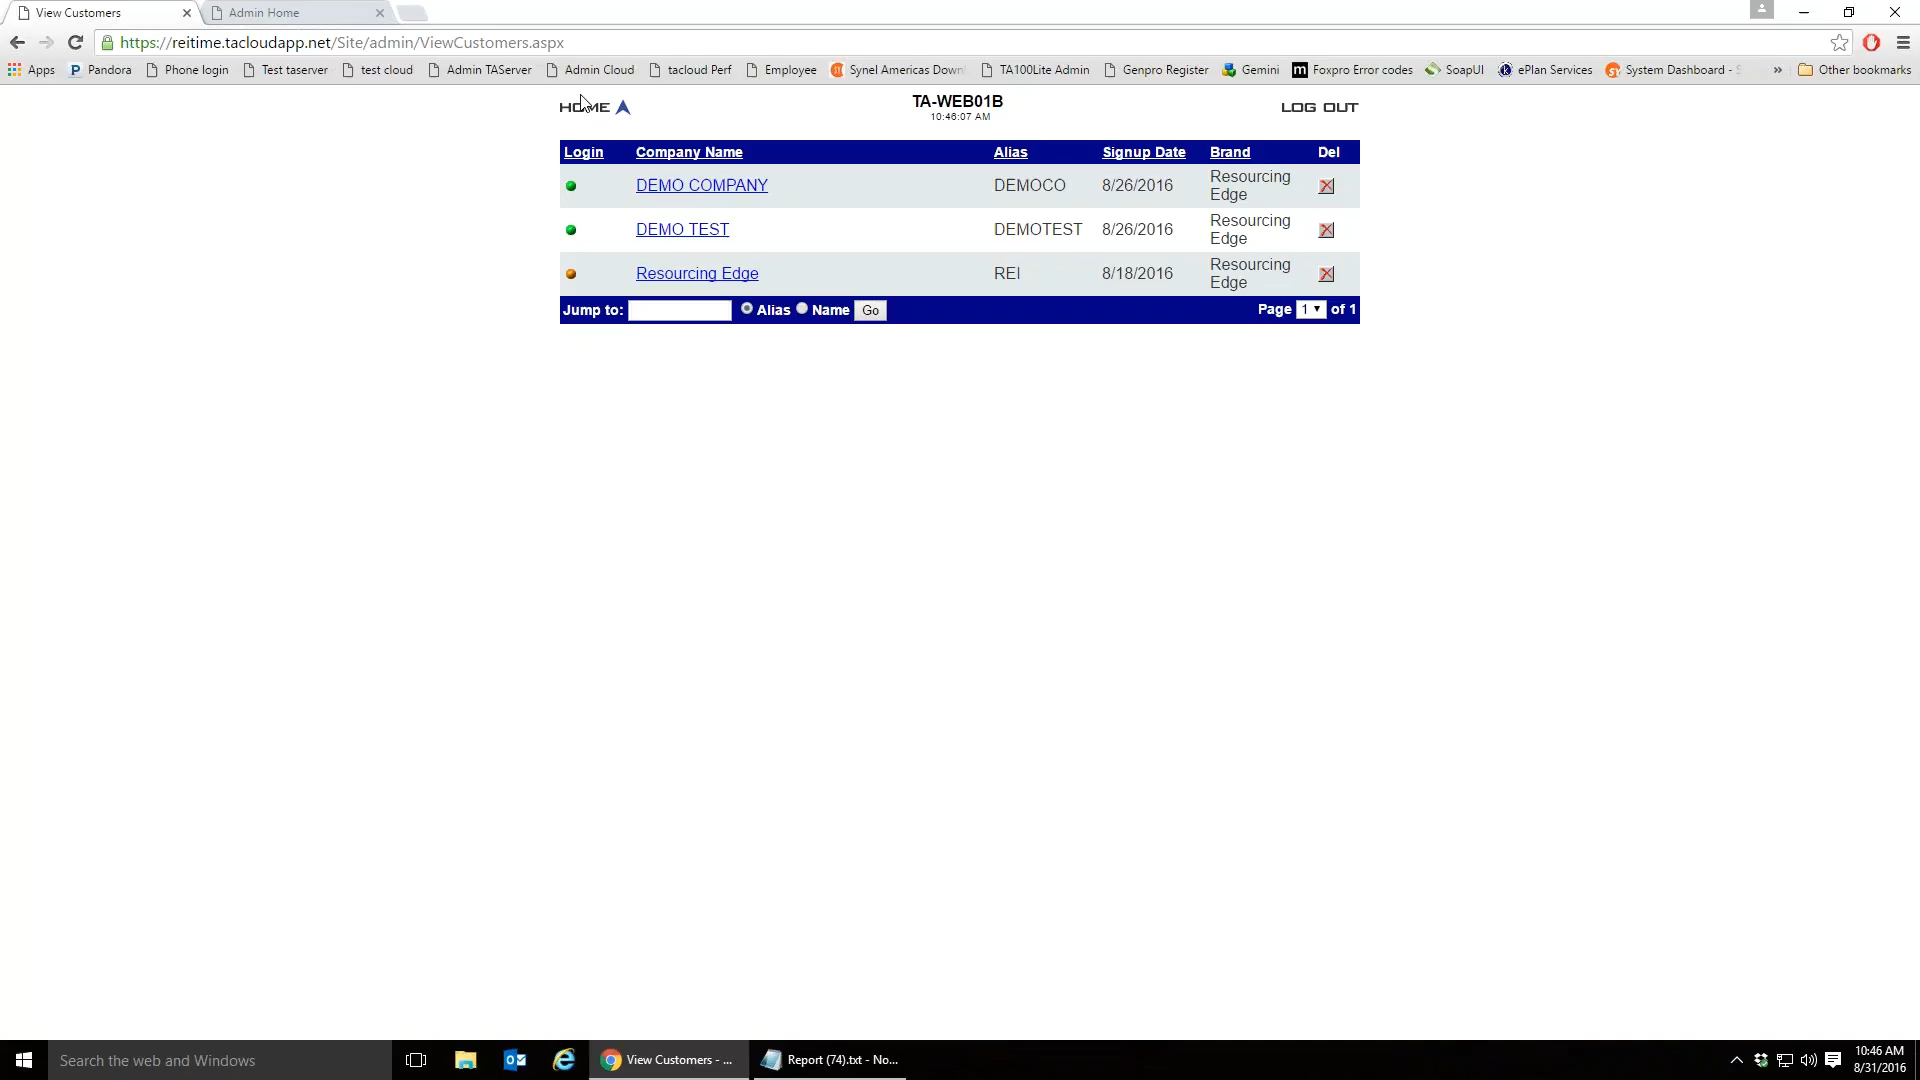 View Customers
Admin Home
https://reitime.tacloudapp.net/Site/admin/ViewCustomers.aspx
Apps Pandora Phone login Test taserver test cloud Admin TAServer Admin Cloud tacloud Perf Employee Synel Americas Down TA100Lite Admin Genpro Register Gemini Foxpro Error codes SoapUI ePlan Services System Dashboard - S » Other bookmarks
HOME
TA-WEB01B
LOG OUT
10:46:07 AM
Login Company Name Alias Signup Date Brand Del
DEMO COMPANY DEMOCO 8/26/2016 Resourcing
Edge
DEMO TEST DEMOTEST 8/26/2016 Resourcing
Edge
Resourcing Edge REI 8/18/2016 Resourcing
Edge
Jump to: Alias Name Go Page 1 of 1
Search the web and Windows
View Customers - ...
Report (74).txt - No...
10:46 AM
8/31/2016